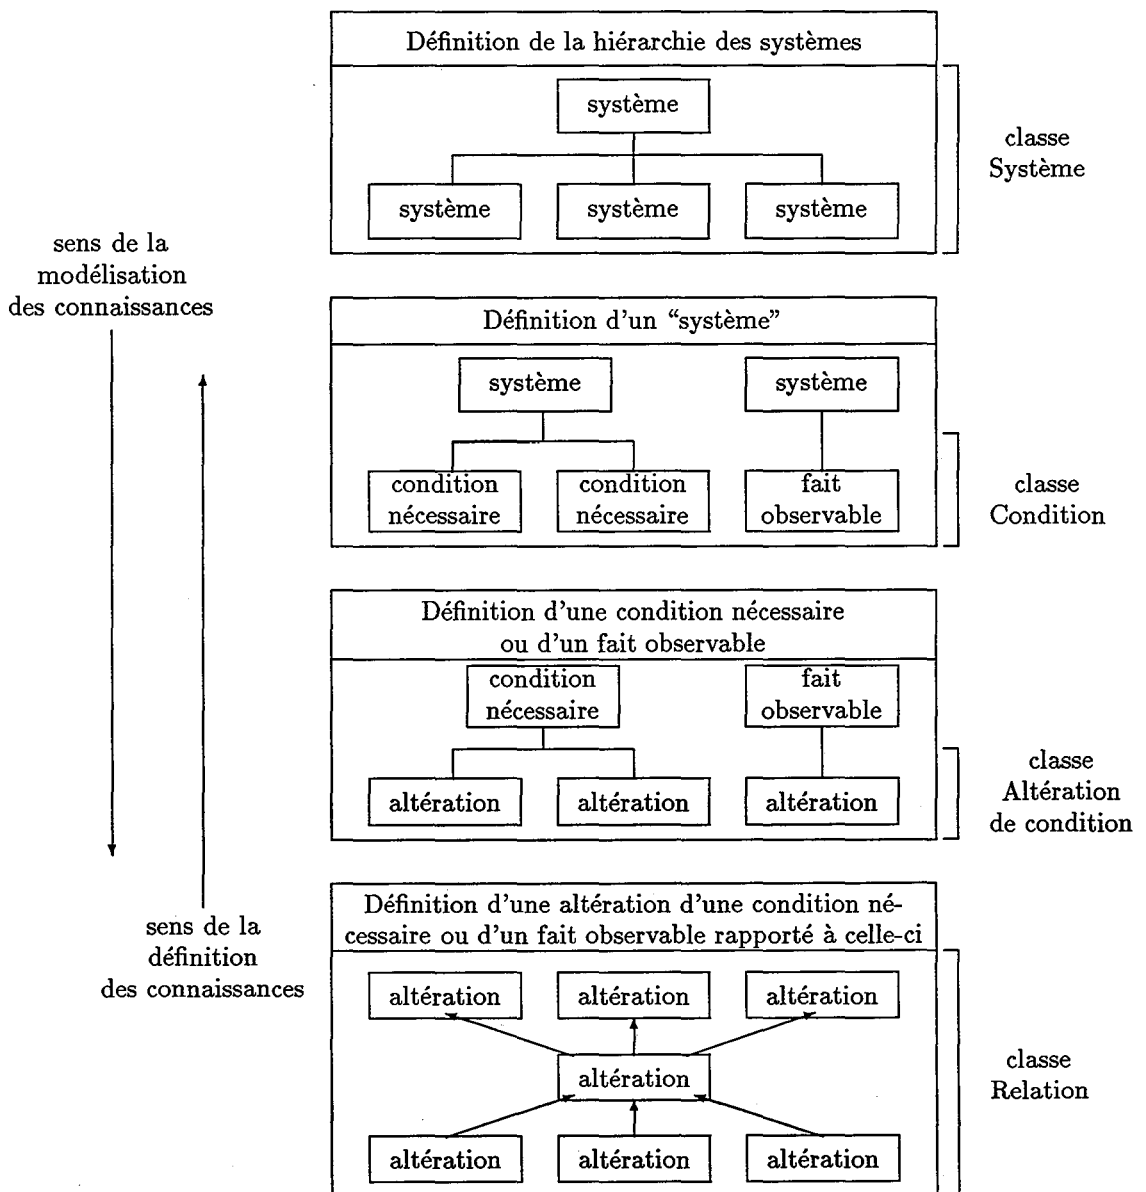 Définition de la hiérarchie des systèmes
système
système système système
classe
Système
sens de la
modélisation
des connaissances
Définition d'un “système”
système système
condition
nécessaire
condition
nécessaire
fait
observable
classe
Condition
Définition d'une condition nécessaire
ou d'un fait observable
condition
nécessaire
fait
observable
altération altération altération
classe
Altération
de condition
sens de la
définition
des connaissances
Définition d'une altération d'une condition né-
cessaire ou d'un fait observable rapporté à celle-ci
altération altération altération
altération
altération altération altération
classe
Relation